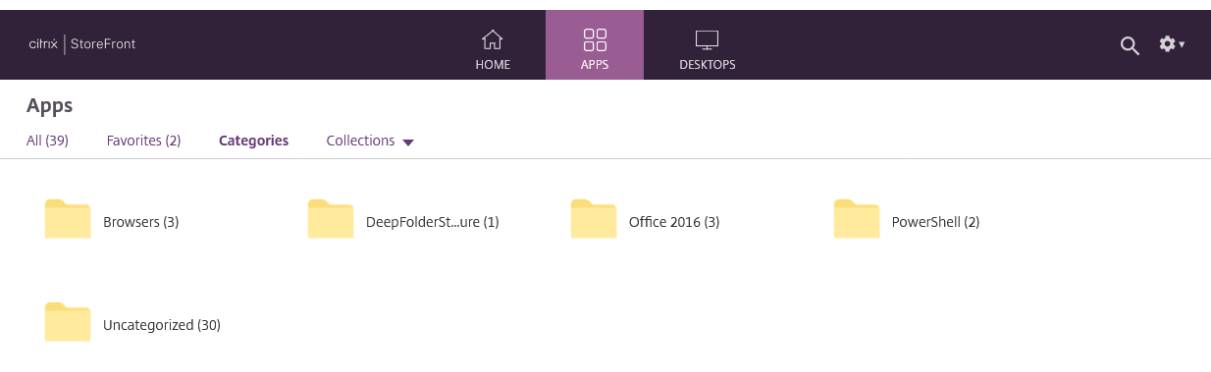 citrix | StoreFront
HOME
APPS
DESKTOPS
Apps
All (39) Favorites (2) Categories Collections
Browsers (3) DeepFolderSt...ure (1) Office 2016 (3) PowerShell (2)
Uncategorized (30)